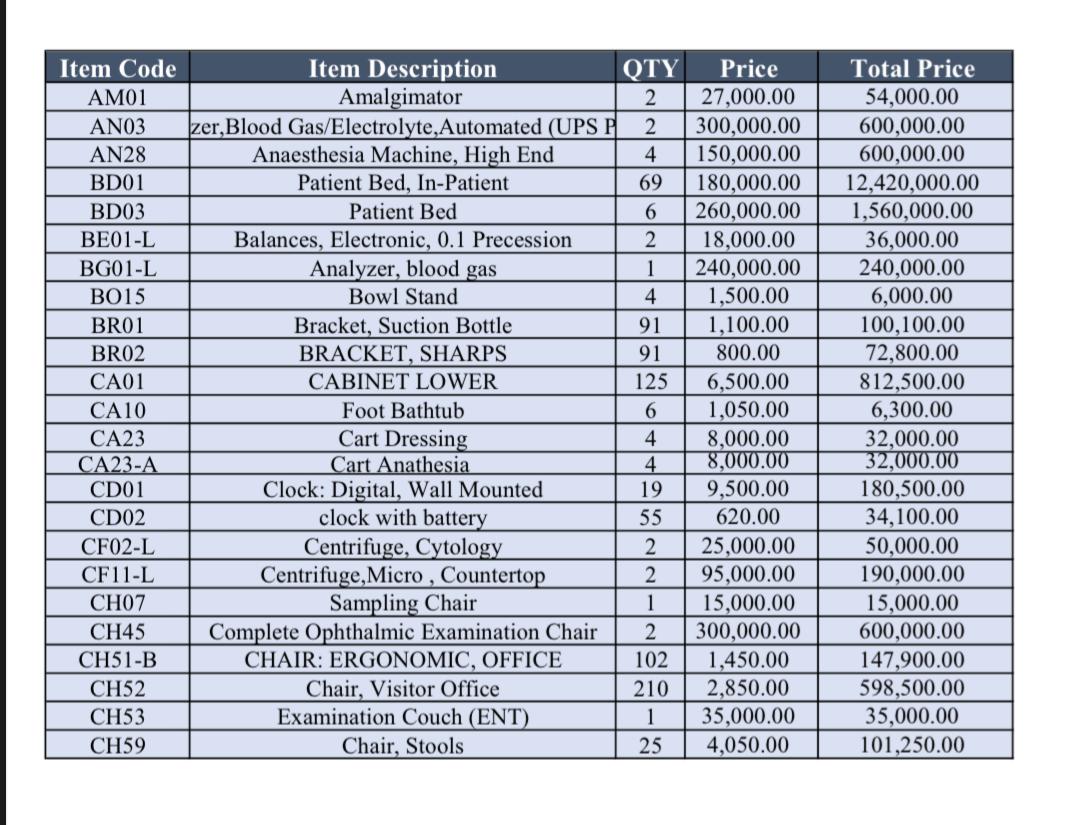 Item Code Item Description QTY Price Total Price
AM01 Amalgimator 2 27,000.00 54,000.00
AN03 zer,Blood Gas/Electrolyte,Automated (UPS P 2 300,000.00 600,000.00
AN28 Anaesthesia Machine, High End 4 150,000.00 600,000.00
BD01 Patient Bed, In-Patient 69 180,000.00 12,420,000.00
BD03 Patient Bed 6 260,000.00 1,560,000.00
BE01-L Balances, Electronic, 0.1 Precession 2 18,000.00 36,000.00
BG01-L Analyzer, blood gas 1 240,000.00 240,000.00
BO15 Bowl Stand 4 1,500.00 6,000.00
BR01 Bracket, Suction Bottle 91 1,100.00 100,100.00
BR02 BRACKET, SHARPS 91 800.00 72,800.00
CA01 CABINET LOWER 125 6,500.00 812,500.00
CA10 Foot Bathtub 6 1,050.00 6,300.00
CA23 Cart Dressing 4 8,000.00 32,000.00
CA23-A Cart Anathesia 4 8,000.00 32,000.00
CD01 Clock: Digital, Wall Mounted 19 9,500.00 180,500.00
CD02 clock with battery 55 620.00 34,100.00
CF02-L Centrifuge, Cytology 2 25,000.00 50,000.00
CF11-L Centrifuge,Micro , Countertop 2 95,000.00 190,000.00
CH07 Sampling Chair 1 15,000.00 15,000.00
CH45 Complete Ophthalmic Examination Chair 2 300,000.00 600,000.00
CH51-B CHAIR: ERGONOMIC, OFFICE 102 1,450.00 147,900.00
CH52 Chair, Visitor Office 210 2,850.00 598,500.00
CH53 Examination Couch (ENT) 1 35,000.00 35,000.00
CH59 Chair, Stools 25 4,050.00 101,250.00